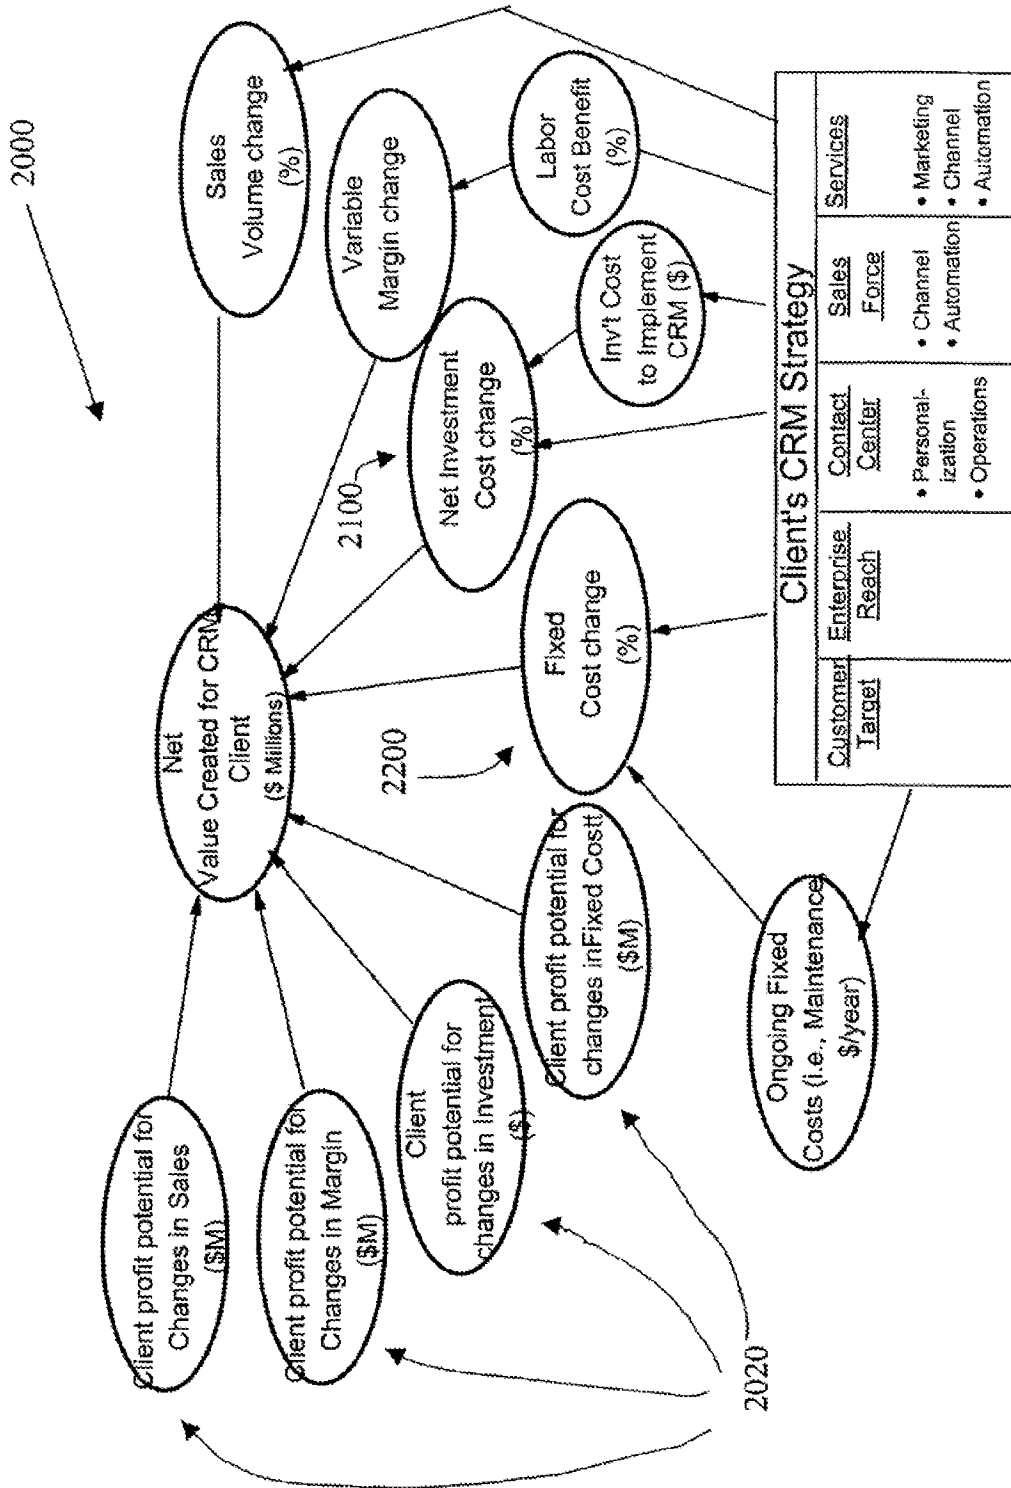 2000
Net
Value Created for CRM
Client
($ Millions)
Client profit potential for
Changes in Sales
($M)
Client profit potential for
Changes in Margin
($M)
Client
profit potential for
changes in Investment
($)
Client profit potential for
changes inFixed Costt
($M)
2020
2200
2100
Sales
Volume change
(%)
Variable
Margin change
Net Investment
Cost change
(%)
Fixed
Cost change
(%)
Labor
Cost Benefit
(%)
Inv't Cost
to Implement
CRM ($)
Ongoing Fixed
Costs (i.e., Maintenance
$/year)
Client's CRM Strategy
Customer
Target
Enterprise
Reach
Contact
Center
• Personal-
ization
• Operations
Sales
Force
• Channel
• Automation
Services
• Marketing
• Channel
• Automation